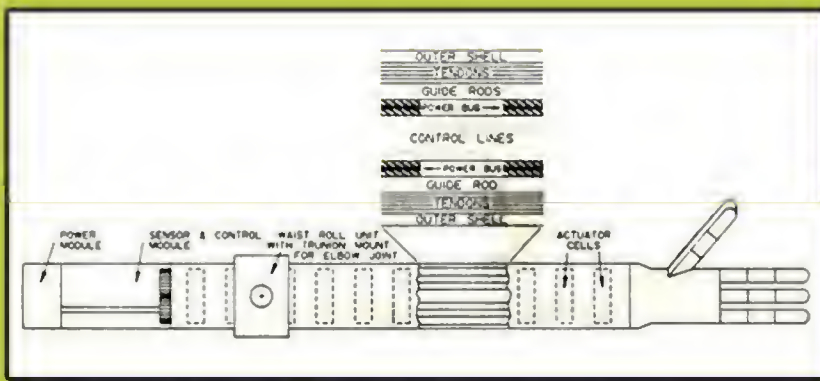 OUTER SHELL
TENDONS
GUIDE RODS
POWER BUS
CONTROL LINES
POWER BUS
GUIDE ROD
TENDONS
OUTER SHELL
POWER MODULE
SENSOR & CONTROL MODULE
WAIST ROLL UNIT
WITH TRUNION MOUNT
FOR ELBOW JOINT
ACTUATOR
CELLS